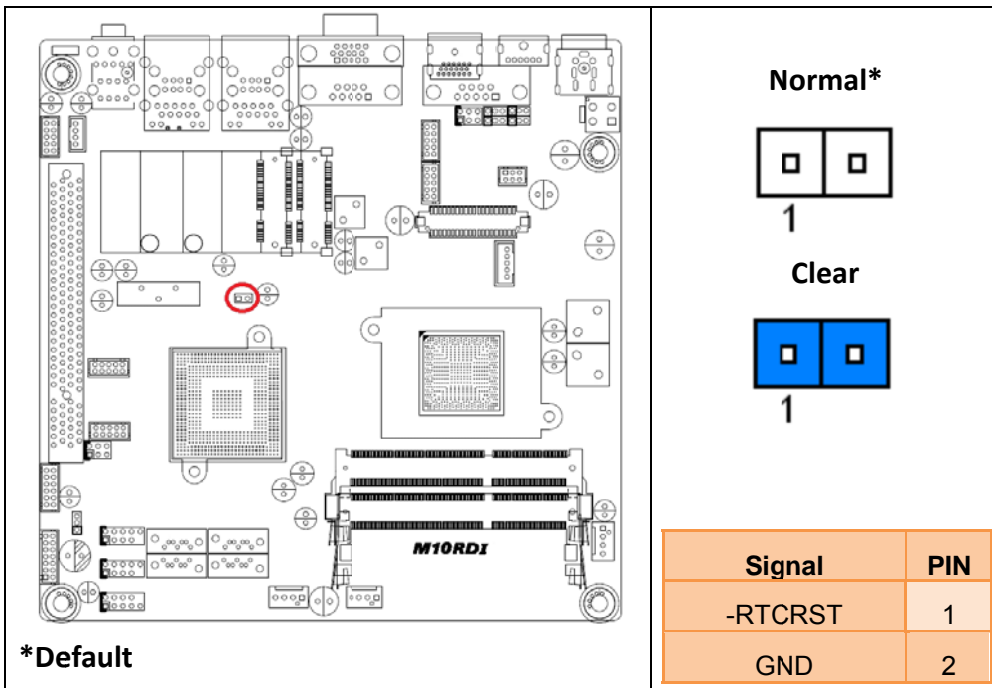 M10RDI
*Default
Normal*
1
Clear
1
Signal PIN
-RTCRST 1
GND 2